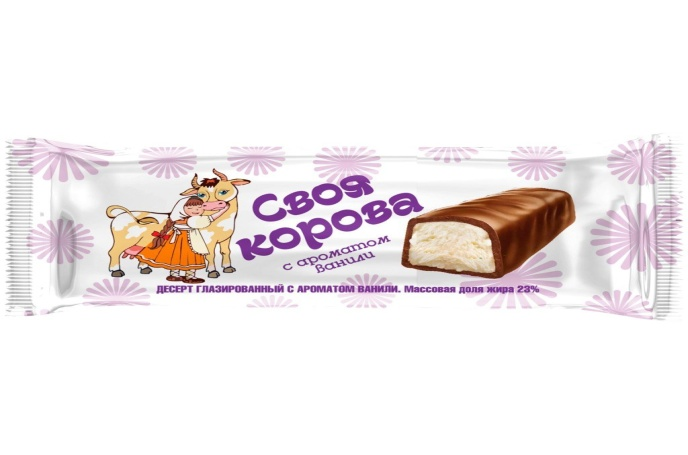 Своя
корова
с ароматом
ванили
ДЕСЕРТ ГЛАЗИРОВАННЫЙ С АРОМАТОМ ВАНИЛИ. Массовая доля жира 23%